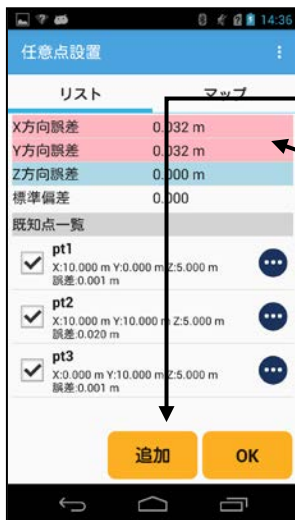 14:36
任意点設置
リスト マップ
X方向誤差 0.032 m
Y方向誤差 0.032 m
Z方向誤差 0.000 m
標準偏差 0.000
既知点一覧
pt1
X:10.000 m Y:0.000 m Z:5.000 m
誤差:0.001 m
pt2
X:10.000 m Y:10.000 m Z:5.000 m
誤差:0.020 m
pt3
X:0.000 m Y:10.000 m Z:5.000 m
誤差:0.001 m
追加 OK